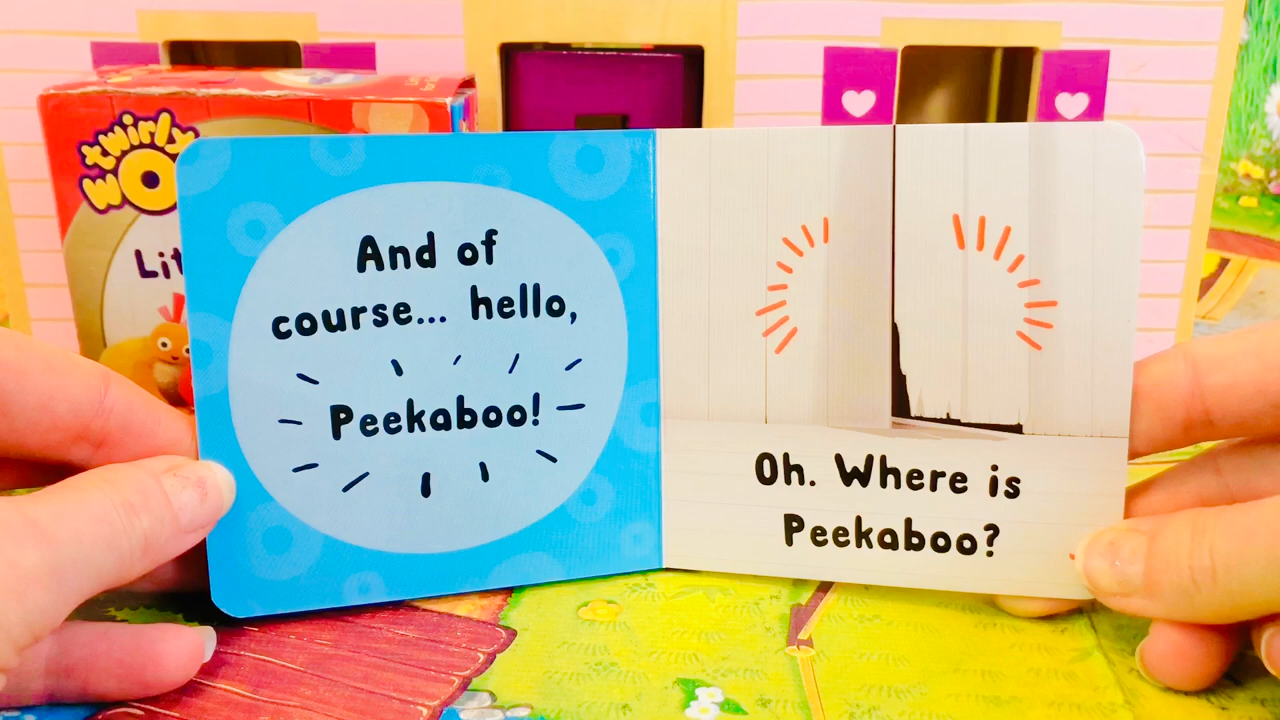 twirly
Lit
And of
course... hello,
Peekaboo!
Oh. Where is
Peekaboo?